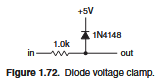 +5V
1N4148
1.0k
in
out
Figure 1.72. Diode voltage clamp.